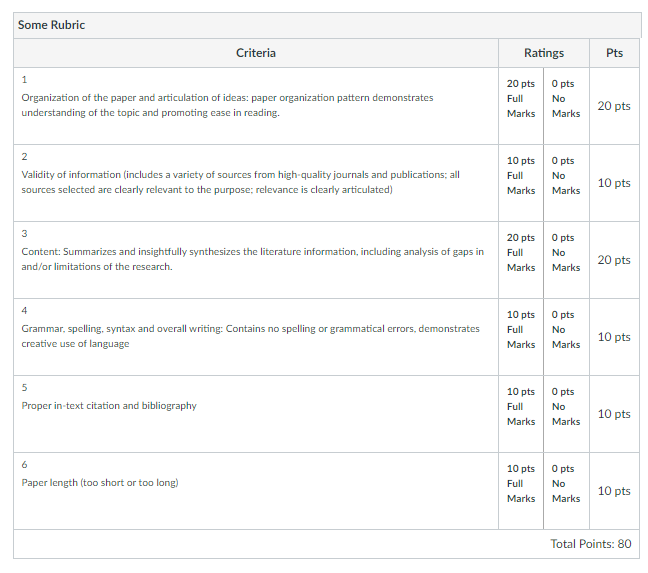 Some Rubric
Criteria Ratings Pts
1
Organization of the paper and articulation of ideas: paper organization pattern demonstrates
understanding of the topic and promoting ease in reading.
20 pts
Full
Marks
0 pts
No
Marks
20 pts
2
Validity of information (includes a variety of sources from high-quality journals and publications; all
sources selected are clearly relevant to the purpose; relevance is clearly articulated)
10 pts
Full
Marks
0 pts
No
Marks
10 pts
3
Content: Summarizes and insightfully synthesizes the literature information, including analysis of gaps in
and/or limitations of the research.
20 pts
Full
Marks
0 pts
No
Marks
20 pts
4
Grammar, spelling, syntax and overall writing: Contains no spelling or grammatical errors, demonstrates
creative use of language
10 pts
Full
Marks
0 pts
No
Marks
10 pts
5
Proper in-text citation and bibliography
10 pts
Full
Marks
0 pts
No
Marks
10 pts
6
Paper length (too short or too long)
10 pts
Full
Marks
0 pts
No
Marks
10 pts
Total Points: 80